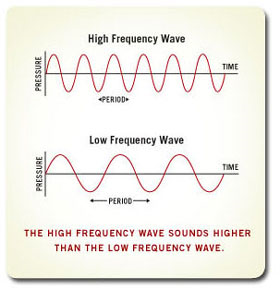 High Frequency Wave
PRESSURE
TIME
PERIOD
Low Frequency Wave
PRESSURE
TIME
PERIOD
THE HIGH FREQUENCY WAVE SOUNDS HIGHER
THAN THE LOW FREQUENCY WAVE.